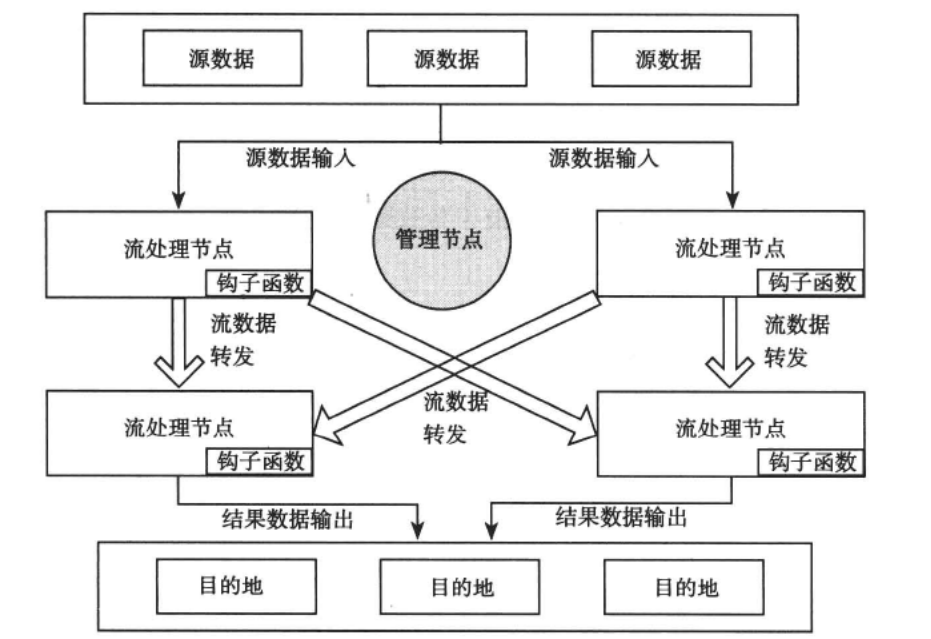 源数据
源数据
源数据
源数据输入
源数据输入
管理节点
流处理节点
钩子函数
流处理节点
钩子函数
流数据
转发
流数据
转发
流数据
转发
流处理节点
钩子函数
流处理节点
钩子函数
结果数据输出
结果数据输出
目的地
目的地
目的地